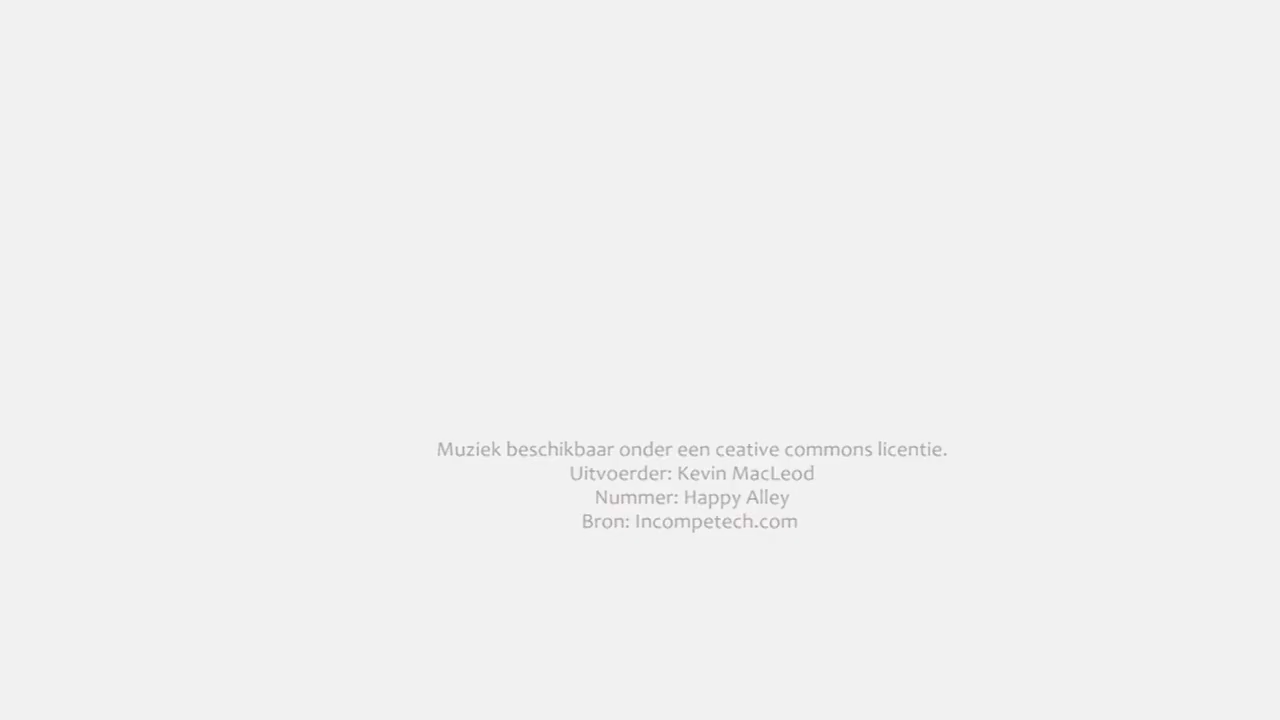 Muziek beschikbaar onder een ceative commons licentie.
Uitvoerder: Kevin MacLeod
Nummer: Happy Alley
Bron: Incompetech.com